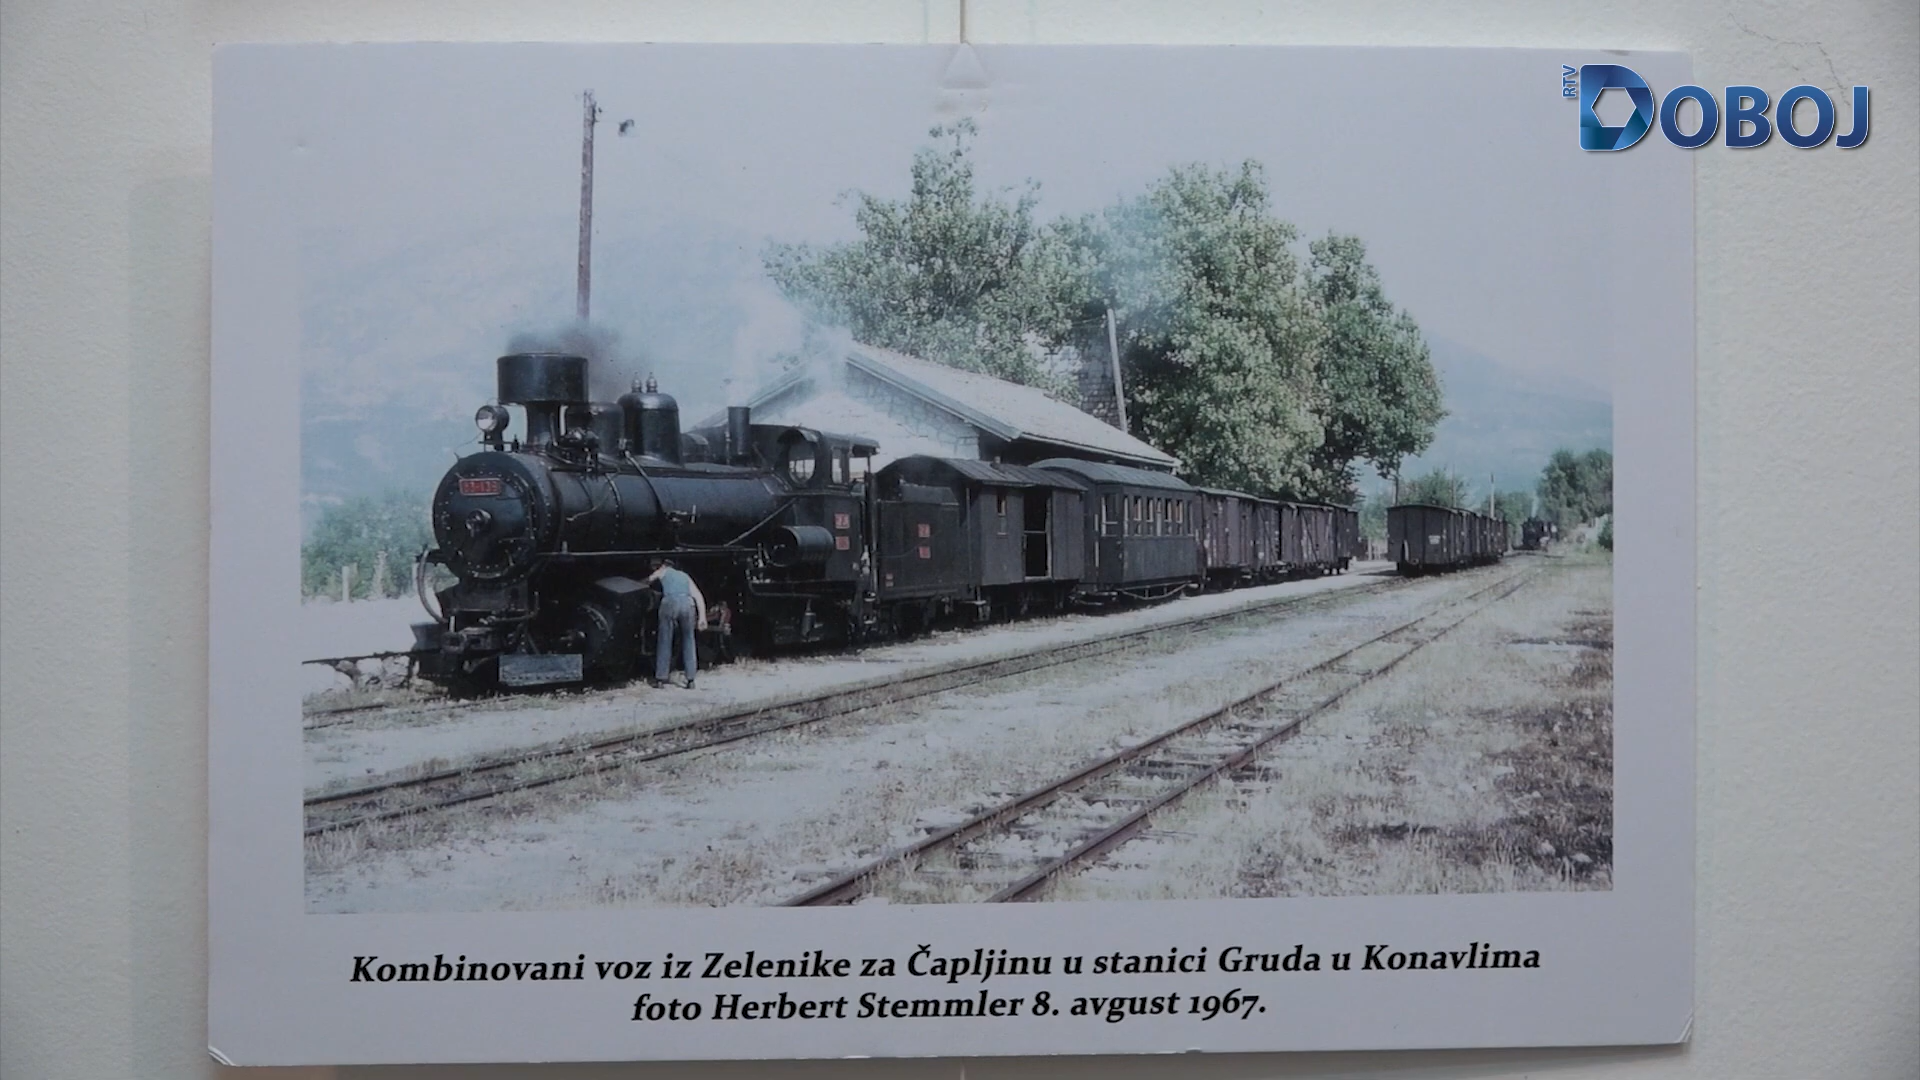 RTV DOBOJ
Kombinovani voz iz Zelenike za Čapljinu u stanici Gruda u Konavlima
foto Herbert Stemmler 8. avgust 1967.